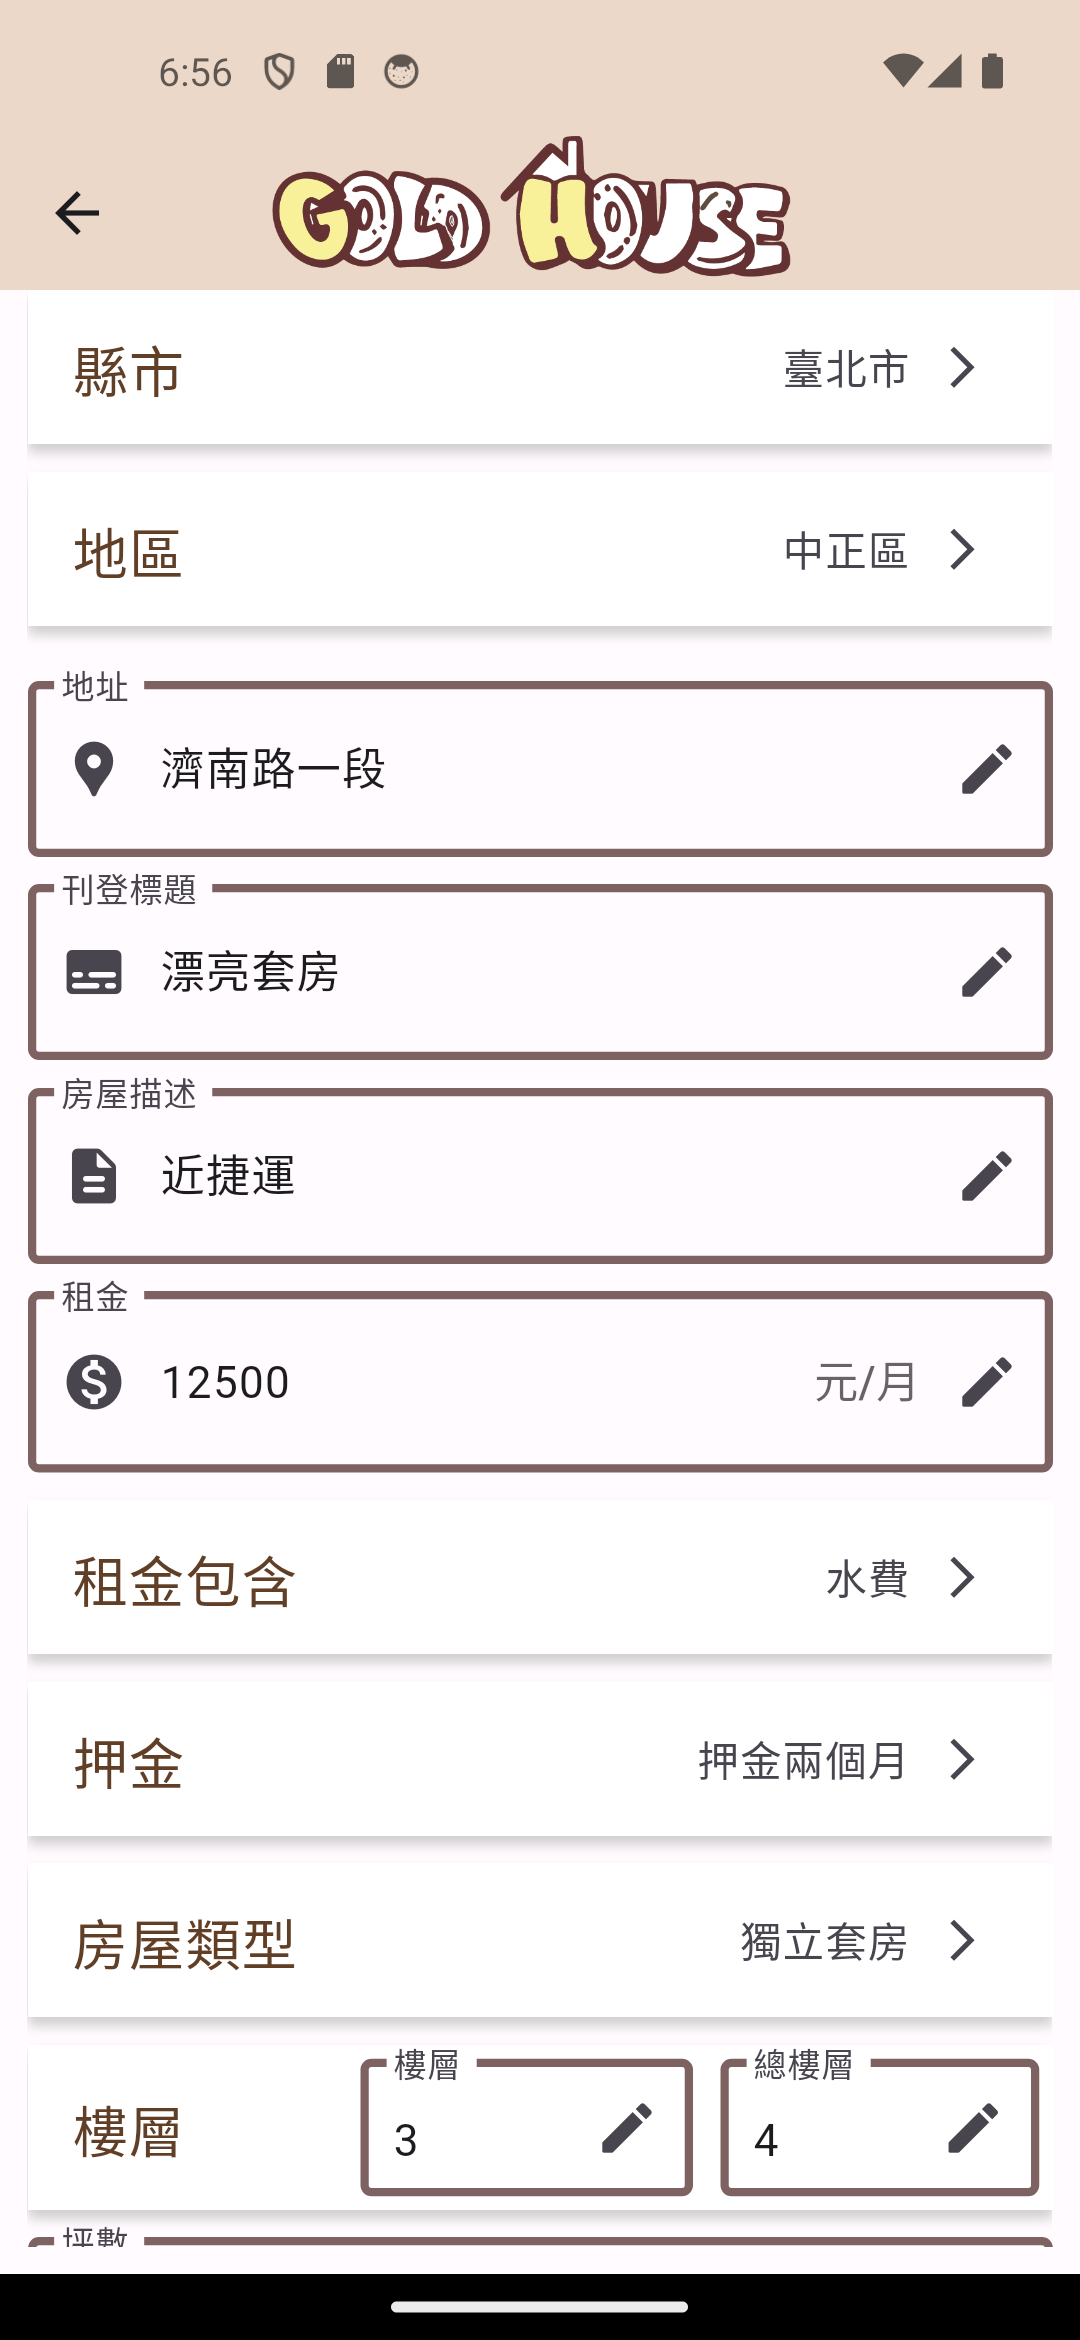 6:56
GOLD HOUSE
縣市 臺北市
地區 中正區
地址
濟南路一段
刊登標題
漂亮套房
房屋描述
近捷運
租金
12500 元/月
租金包含 水費
押金 押金兩個月
房屋類型 獨立套房
樓層 總樓層
樓層 3 4
坪數